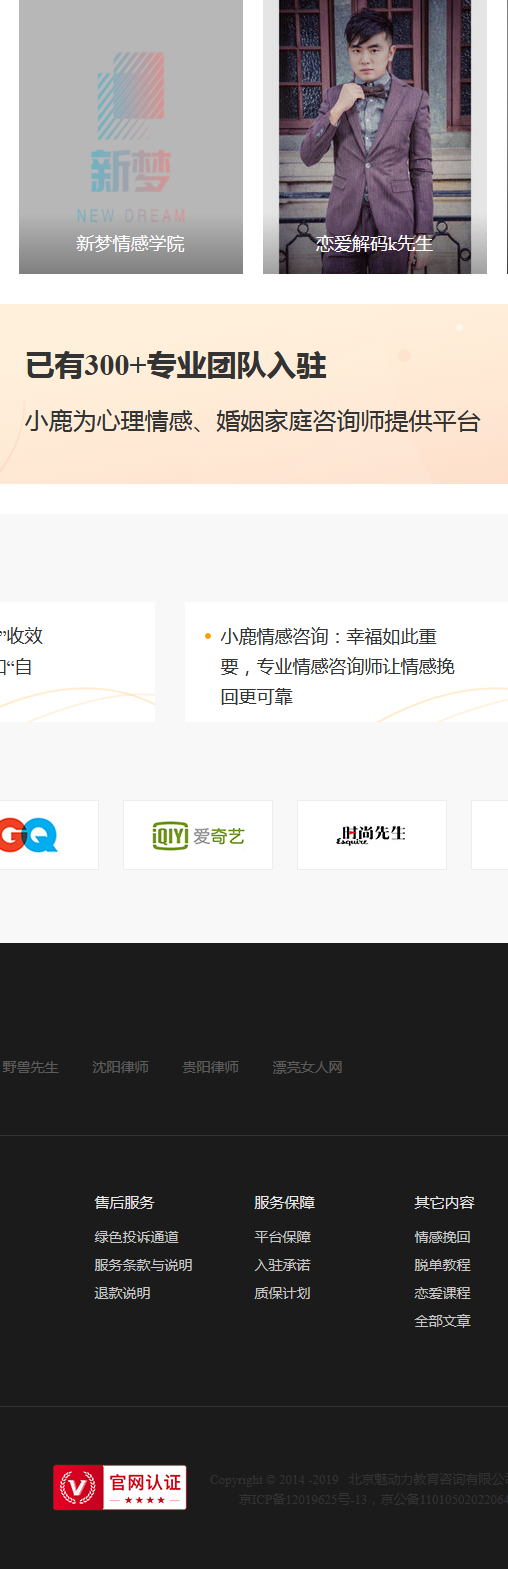 新梦
NEW DREAM
新梦情感学院
恋爱解码k先生
已有300+专业团队入驻
小鹿为心理情感、婚姻家庭咨询师提供平台
”收效
如“自
小鹿情感咨询：幸福如此重
要，专业情感咨询师让情感挽
回更可靠
GQ
iQIYI 爱奇艺
时尚先生
Esquire
野兽先生 沈阳律师 贵阳律师 漂亮女人网
售后服务 服务保障 其它内容
绿色投诉通道 平台保障 情感挽回
服务条款与说明 入驻承诺 脱单教程
退款说明 质保计划 恋爱课程
全部文章
V 官网认证
Copyright © 2014 -2019 北京魅动力教育咨询有限公司
京ICP备12019625号-13，京公备1101050202206